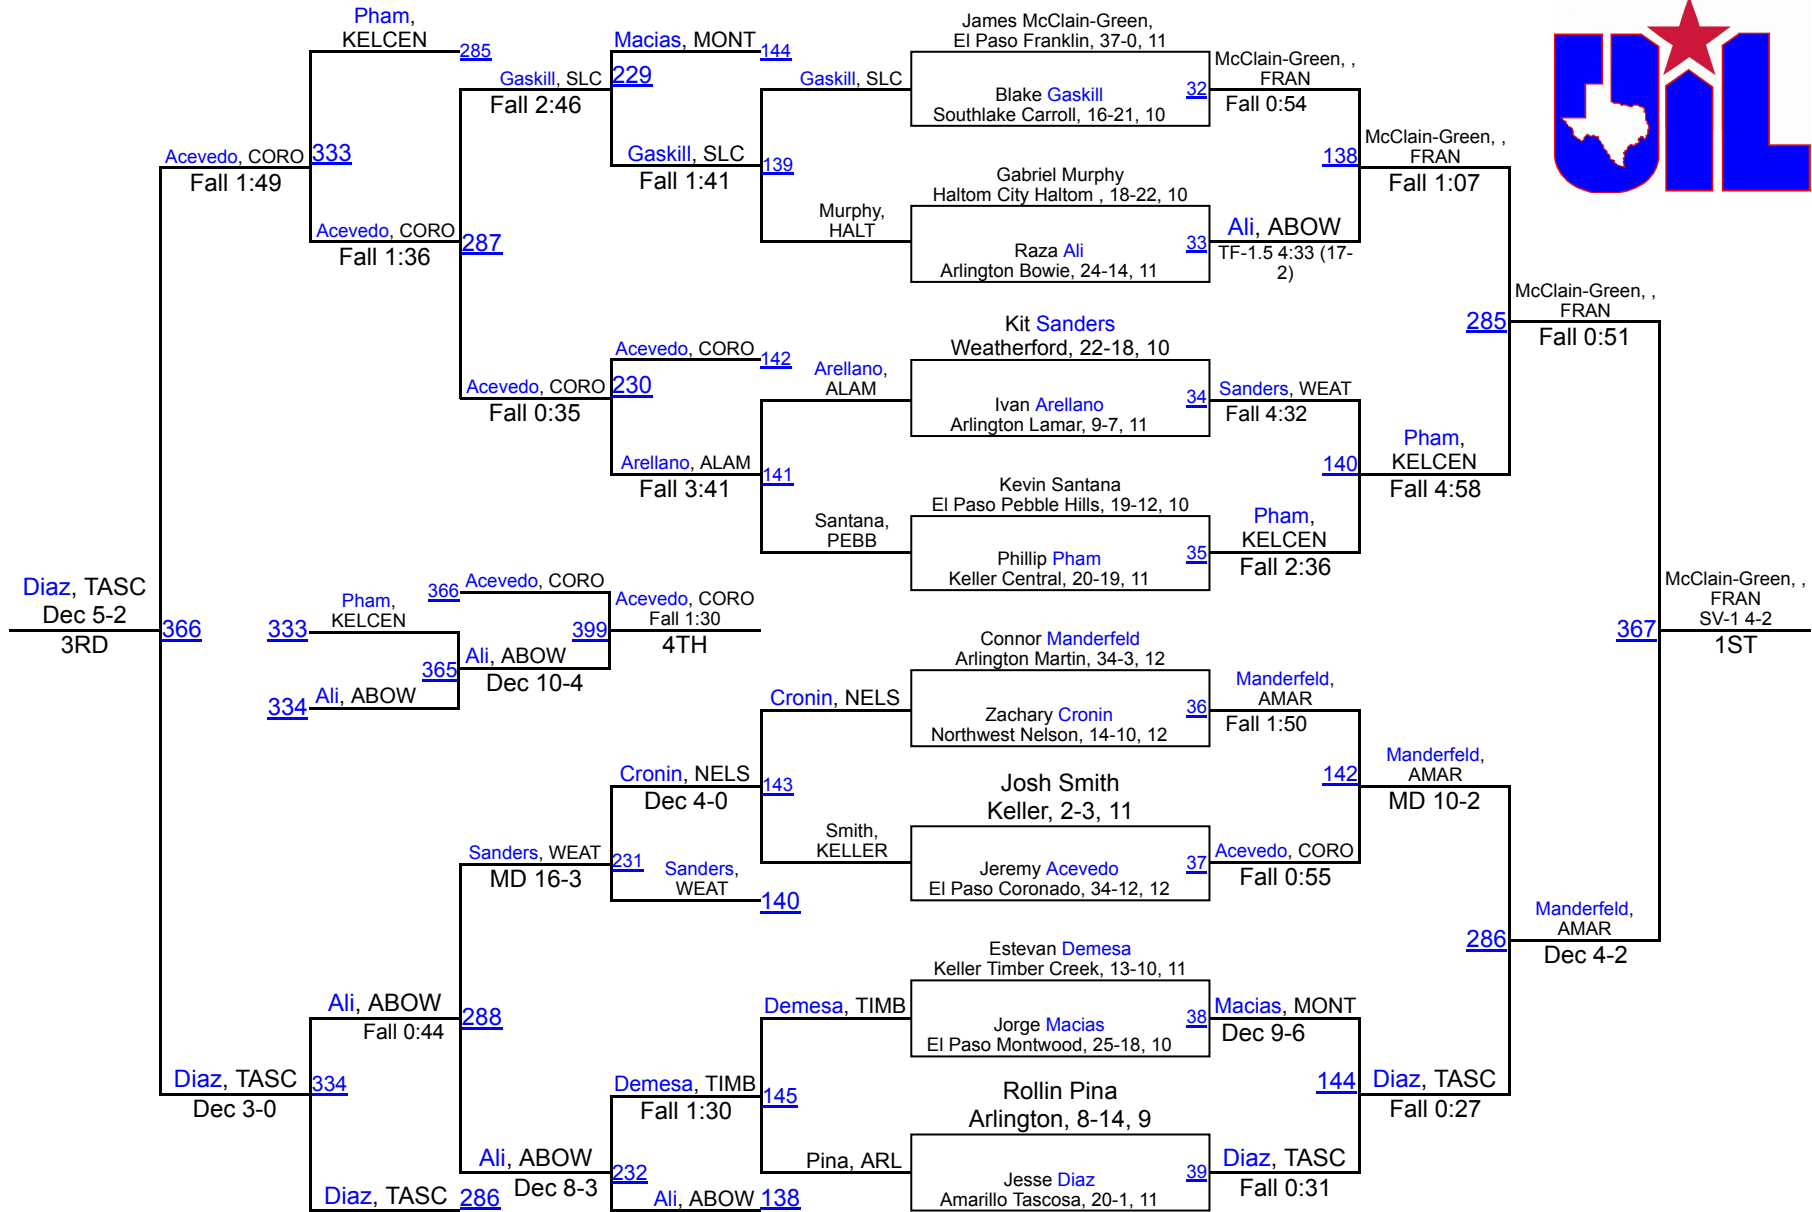 Pham,
KELCEN
285
Macias, MONT
144
Gaskill, SLC
229
Fall 2:46
Gaskill, SLC
Gaskill, SLC
139
Fall 1:41
Acevedo, CORO
333
Fall 1:49
Murphy,
HALT
Acevedo, CORO
287
Fall 1:36
Acevedo, CORO
142
Acevedo, CORO
230
Fall 0:35
Arellano,
ALAM
Arellano, ALAM
141
Fall 3:41
Santana,
PEBB
Diaz, TASC
Dec 5-2
366
3RD
366
Acevedo, CORO
Pham,
KELCEN
333
365
Ali, ABOW
Dec 10-4
334
Ali, ABOW
399
Acevedo, CORO
Fall 1:30
4TH
Cronin, NELS
Cronin, NELS
143
Dec 4-0
Smith,
KELLER
Sanders, WEAT
231
MD 16-3
Sanders,
WEAT
140
Ali, ABOW
288
Fall 0:44
Demesa, TIMB
Diaz, TASC
334
Dec 3-0
Demesa, TIMB
145
Fall 1:30
Pina, ARL
Ali, ABOW
232
Dec 8-3
Diaz, TASC
286
Ali, ABOW
138
James McClain-Green,
El Paso Franklin, 37-0, 11
Blake Gaskill
32
Southlake Carroll, 16-21, 10
McClain-Green, ,
FRAN
Fall 0:54
Gabriel Murphy
Haltom City Haltom , 18-22, 10
Raza Ali
33
Arlington Bowie, 24-14, 11
Ali, ABOW
TF-1.5 4:33 (17-
2)
138
McClain-Green, ,
FRAN
Fall 1:07
Kit Sanders
Weatherford, 22-18, 10
Ivan Arellano
34
Arlington Lamar, 9-7, 11
Sanders, WEAT
Fall 4:32
Kevin Santana
El Paso Pebble Hills, 19-12, 10
Phillip Pham
35
Keller Central, 20-19, 11
Pham,
KELCEN
Fall 2:36
140
Pham,
KELCEN
Fall 4:58
285
McClain-Green, ,
FRAN
Fall 0:51
Connor Manderfeld
Arlington Martin, 34-3, 12
Zachary Cronin
36
Northwest Nelson, 14-10, 12
Manderfeld,
AMAR
Fall 1:50
Josh Smith
Keller, 2-3, 11
Jeremy Acevedo
37
El Paso Coronado, 34-12, 12
Acevedo, CORO
Fall 0:55
142
Manderfeld,
AMAR
MD 10-2
Estevan Demesa
Keller Timber Creek, 13-10, 11
Jorge Macias
38
El Paso Montwood, 25-18, 10
Macias, MONT
Dec 9-6
Rollin Pina
Arlington, 8-14, 9
Jesse Diaz
39
Amarillo Tascosa, 20-1, 11
Diaz, TASC
Fall 0:31
144
Diaz, TASC
Fall 0:27
286
Manderfeld,
AMAR
Dec 4-2
367
McClain-Green, ,
FRAN
SV-1 4-2
1ST
UIL